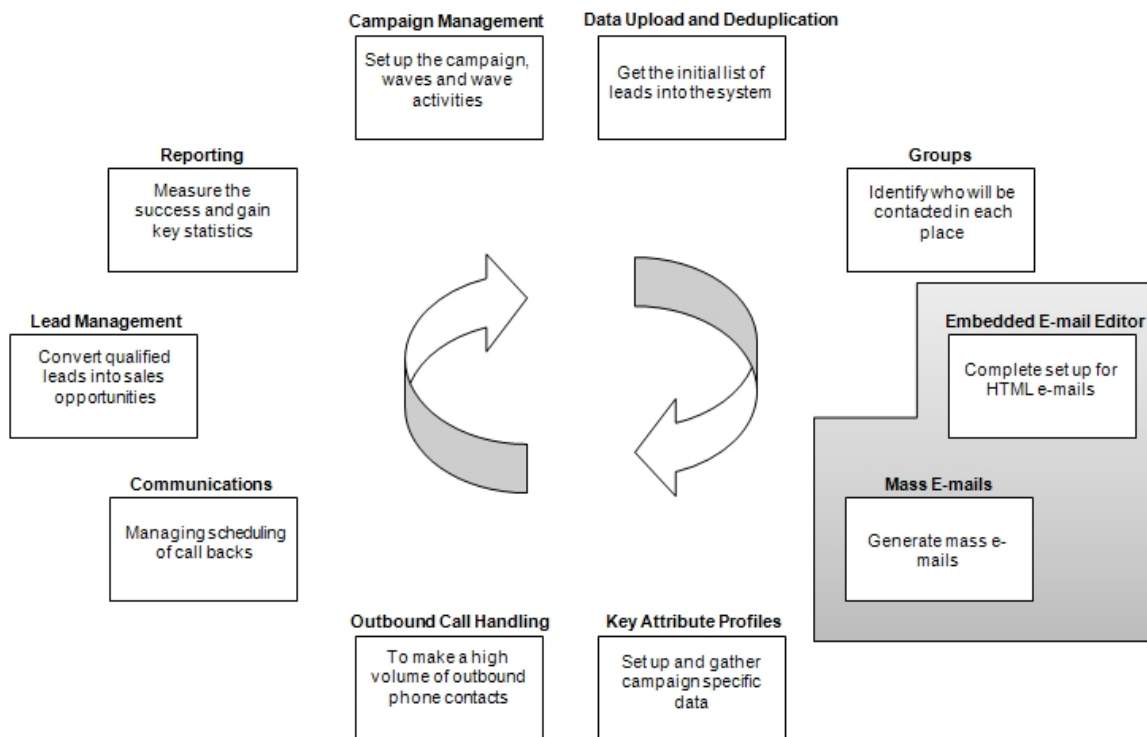 Campaign Management
Set up the campaign,
waves and wave
activities
Data Upload and Deduplication
Get the initial list of
leads into the system
Groups
Identify who will be
contacted in each
place
Embedded E-mail Editor
Complete set up for
HTML e-mails
Mass E-mails
Generate mass e-
mails
Key Attribute Profiles
Set up and gather
campaign specific
data
Outbound Call Handling
To make a high
volume of outbound
phone contacts
Communications
Managing scheduling
of call backs
Lead Management
Convert qualified
leads into sales
opportunities
Reporting
Measure the
success and gain
key statistics